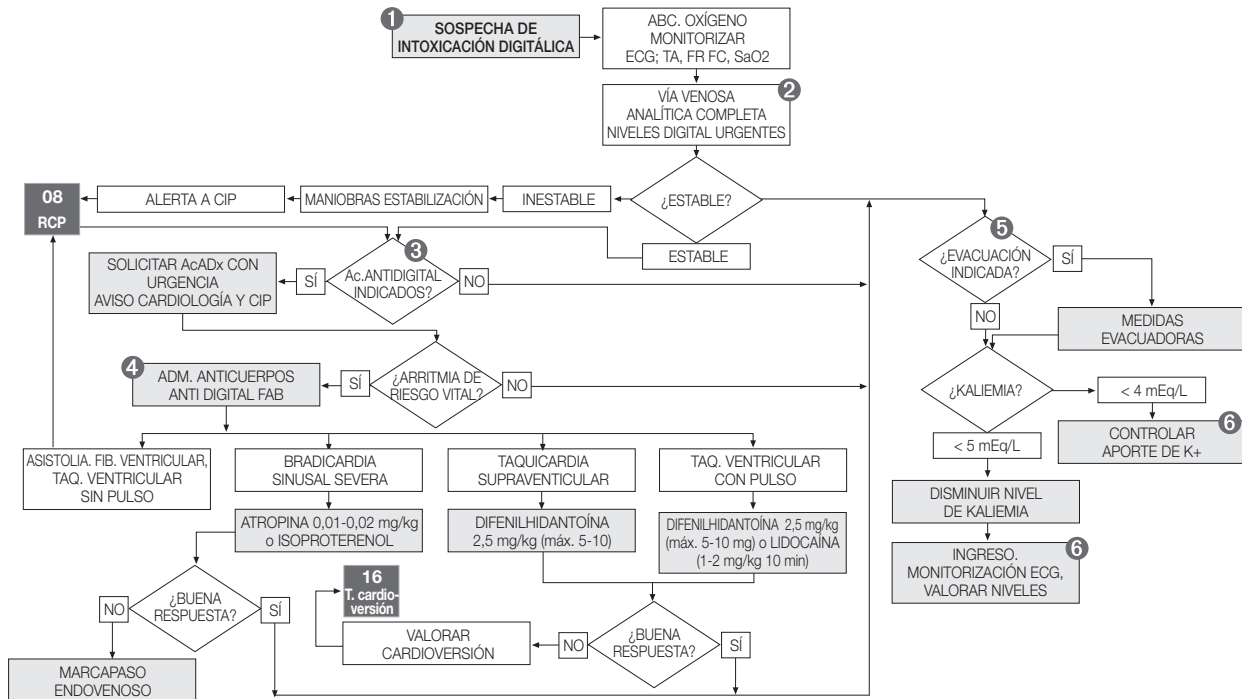 1
SOSPECHA DE
INTOXICACIÓN DIGITÁLICA
ABC. OXÍGENO
MONITORIZAR
ECG; TA, FR FC, SaO2
2
VÍA VENOSA
ANALÍTICA COMPLETA
NIVELES DIGITAL URGENTES
¿ESTABLE?
INESTABLE
MANIOBRAS ESTABILIZACIÓN
ALERTA A CIP
08
RCP
ESTABLE
3
Ac.ANTIDIGITAL
INDICADOS?
SÍ
NO
SOLICITAR AcADx CON
URGENCIA
AVISO CARDIOLOGÍA Y CIP
¿ARRITMIA DE
RIESGO VITAL?
SÍ
NO
4
ADM. ANTICUERPOS
ANTI DIGITAL FAB
ASISTOLIA. FIB. VENTRICULAR,
TAQ. VENTRICULAR
SIN PULSO
BRADICARDIA
SINUSAL SEVERA
TAQUICARDIA
SUPRAVENTICULAR
TAQ. VENTRICULAR
CON PULSO
ATROPINA 0,01-0,02 mg/kg
o ISOPROTERENOL
DIFENILHIDANTOÍNA
2,5 mg/kg (máx. 5-10)
DIFENILHIDANTOÍNA 2,5 mg/kg
(máx. 5-10 mg) o LIDOCAÍNA
(1-2 mg/kg 10 min)
¿BUENA
RESPUESTA?
NO
SÍ
MARCAPASO
ENDOVENOSO
16
T. cardio-
versión
VALORAR
CARDIOVERSIÓN
NO
¿BUENA
RESPUESTA?
SÍ
5
¿EVACUACIÓN
INDICADA?
SÍ
NO
MEDIDAS
EVACUADORAS
¿KALIEMIA?
< 4 mEq/L
< 5 mEq/L
6
CONTROLAR
APORTE DE K+
DISMINUIR NIVEL
DE KALIEMIA
6
INGRESO.
MONITORIZACIÓN ECG,
VALORAR NIVELES